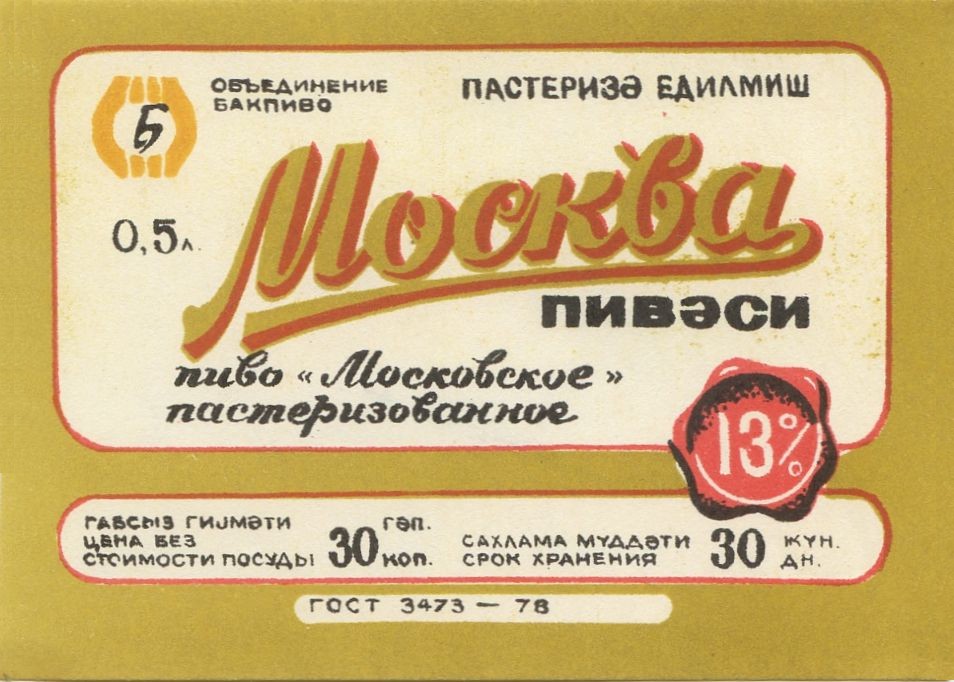 Б
ОБЪЕДИНЕНИЕ
БАКПИВО
ПАСТЕРИЗӘ ЕДИЛМИШ
0,5л.
Москва
ПИВӘСИ
пиво «Московское»
пастеризованное
13%
ГАБСЫЗ ГИЈМӘТИ
ЦЕНА БЕЗ
СТОИМОСТИ ПОСУДЫ
30
ГӘП.
КОП.
САХЛАМА МҮДДӘТИ
СРОК ХРАНЕНИЯ
30
ҜҮН.
ДН.
ГОСТ 3473 — 78